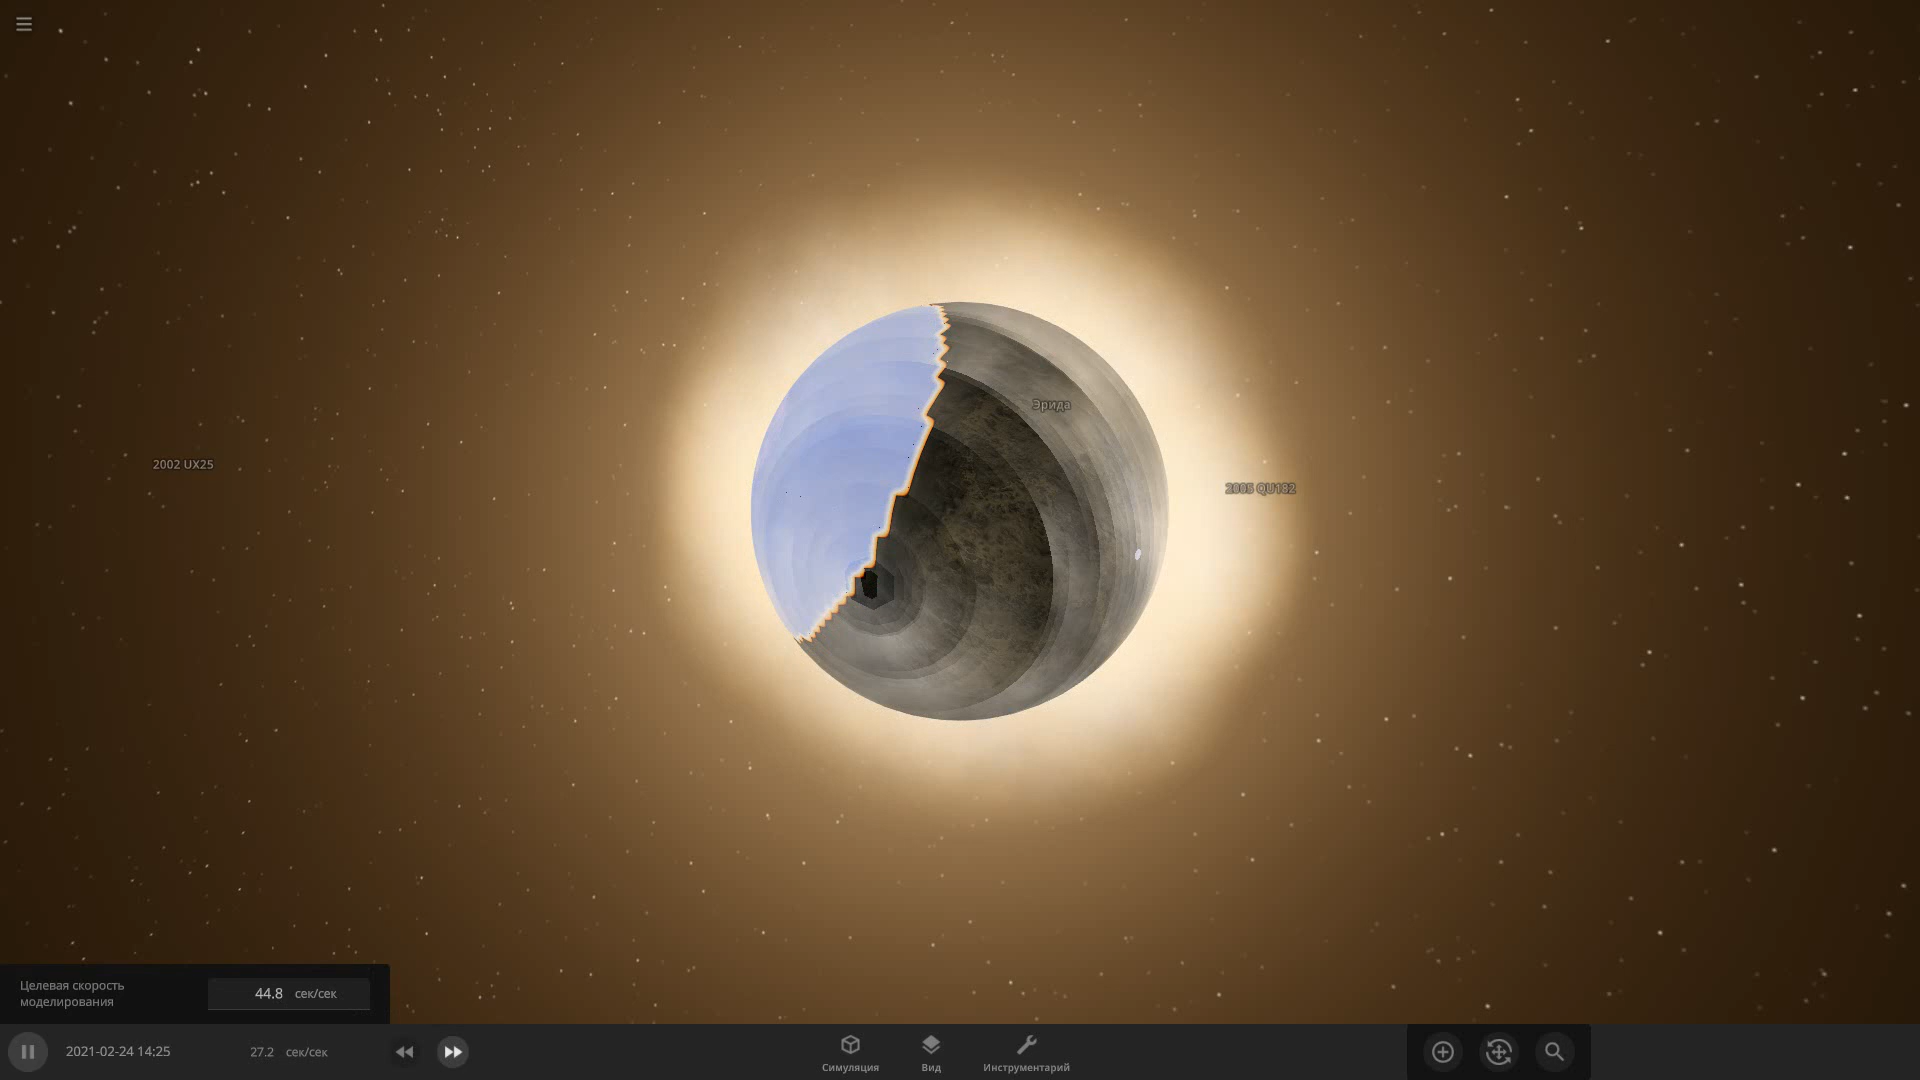 Эрида
2002 UX25
2005 QU182
Целевая скорость
моделирования
44.8 сек/сек
2021-02-24 14:25
27.2 сек/сек
Симуляция
Вид
Инструментарий